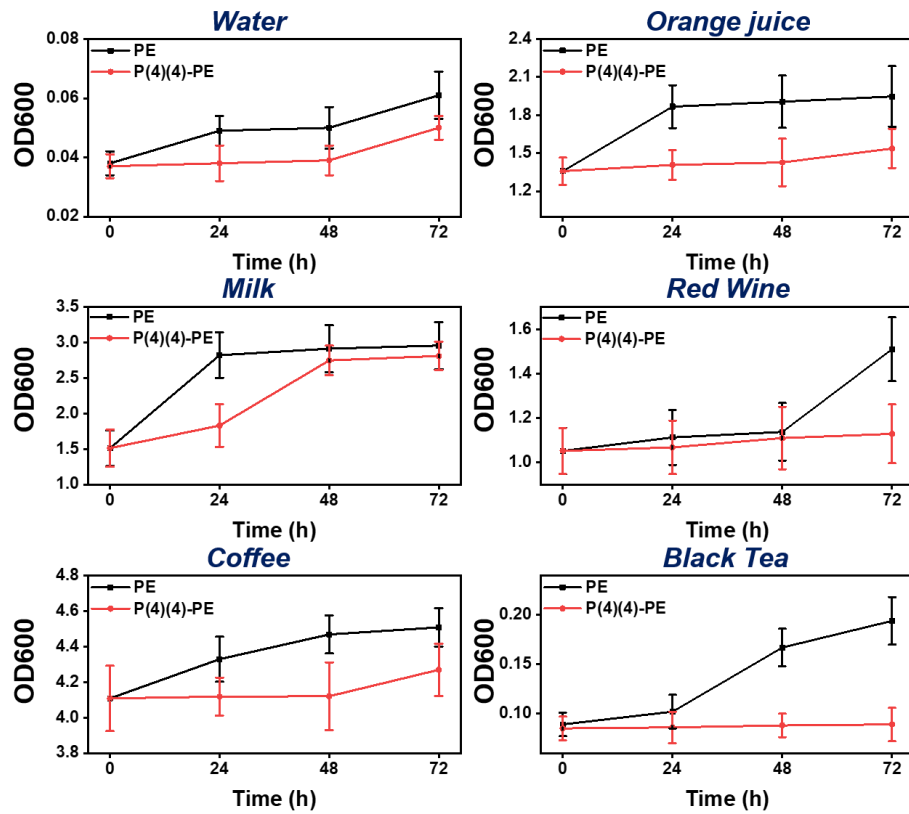 Water
OD600
0.08
0.06
0.04
0.02
PE
P(4)(4)-PE
0 24 48 72
Time (h)
Orange juice
OD600
2.4
2.1
1.8
1.5
1.2
PE
P(4)(4)-PE
0 24 48 72
Time (h)
Milk
OD600
3.5
3.0
2.5
2.0
1.5
1.0
PE
P(4)(4)-PE
0 24 48 72
Time (h)
Red Wine
OD600
1.6
1.4
1.2
1.0
PE
P(4)(4)-PE
0 24 48 72
Time (h)
Coffee
OD600
4.8
4.6
4.4
4.2
4.0
3.8
PE
P(4)(4)-PE
0 24 48 72
Time (h)
Black Tea
OD600
0.20
0.15
0.10
PE
P(4)(4)-PE
0 24 48 72
Time (h)